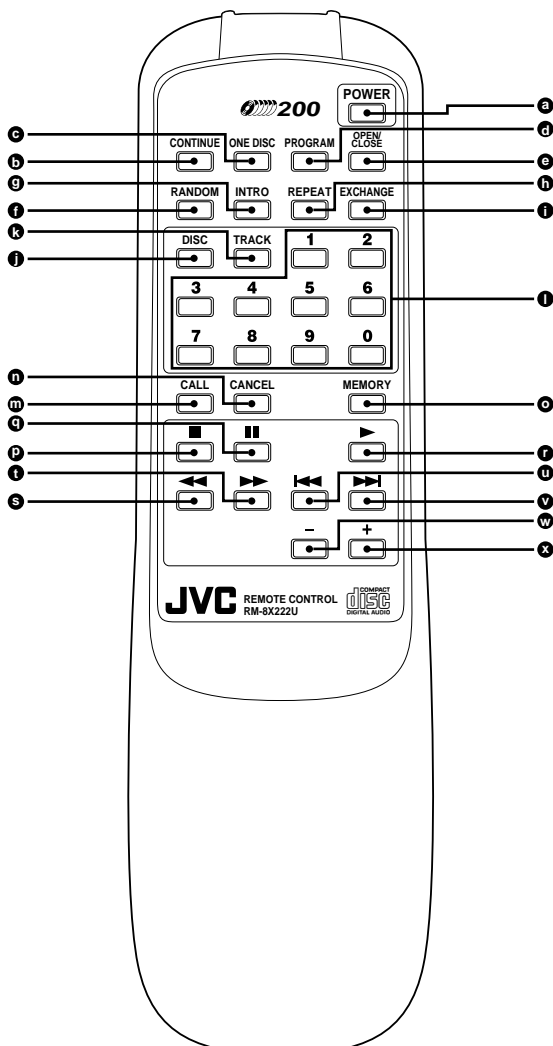 POWER
200
a
c
d
CONTINUE ONE DISC PROGRAM OPEN/
CLOSE
b
e
g
h
RANDOM INTRO REPEAT EXCHANGE
f
i
k
DISC TRACK 1 2
j
3 4 5 6
l
7 8 9 0
n
CALL CANCEL MEMORY
m
o
q
p
r
t
u
s
v
w
– +
x
JVC REMOTE CONTROL
RM-8X222U
COMPACT
disc
DIGITAL AUDIO